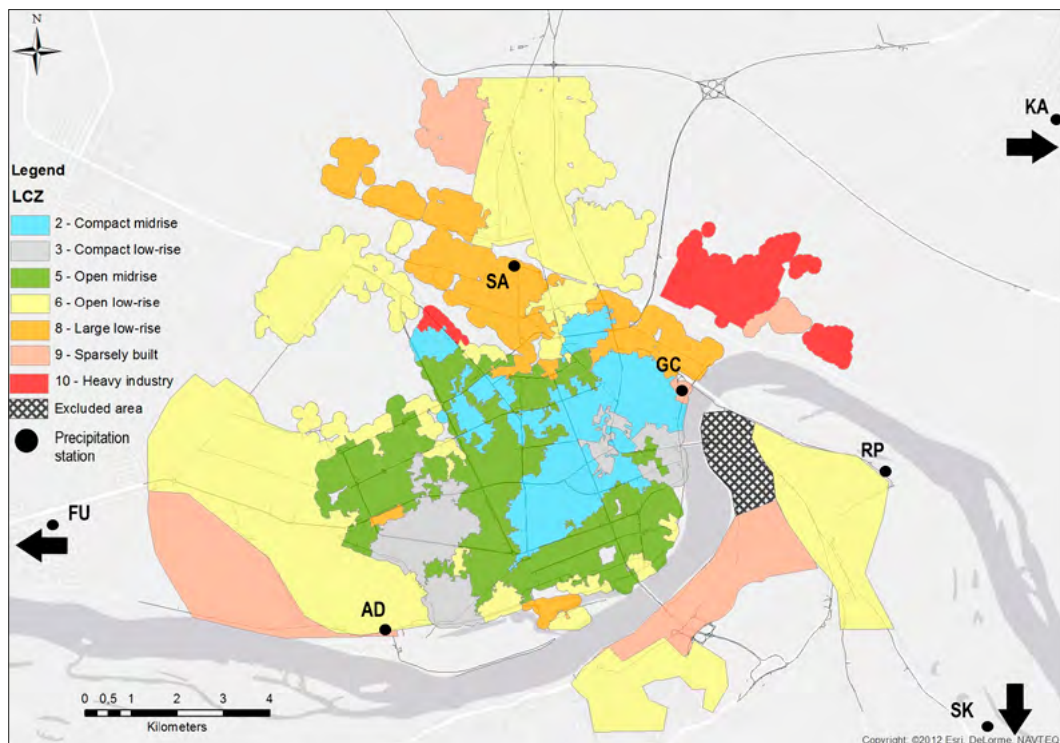 N
KA
Legend
LCZ
2 - Compact midrise
3 - Compact low-rise
5 - Open midrise
6 - Open low-rise
8 - Large low-rise
9 - Sparsely built
10 - Heavy industry
Excluded area
Precipitation
station
SA
GC
RP
FU
AD
SK
0 0,5 1 2 3 4
Kilometers
Copyright: ©2012 Esri, DeLorme, NAVTEQ